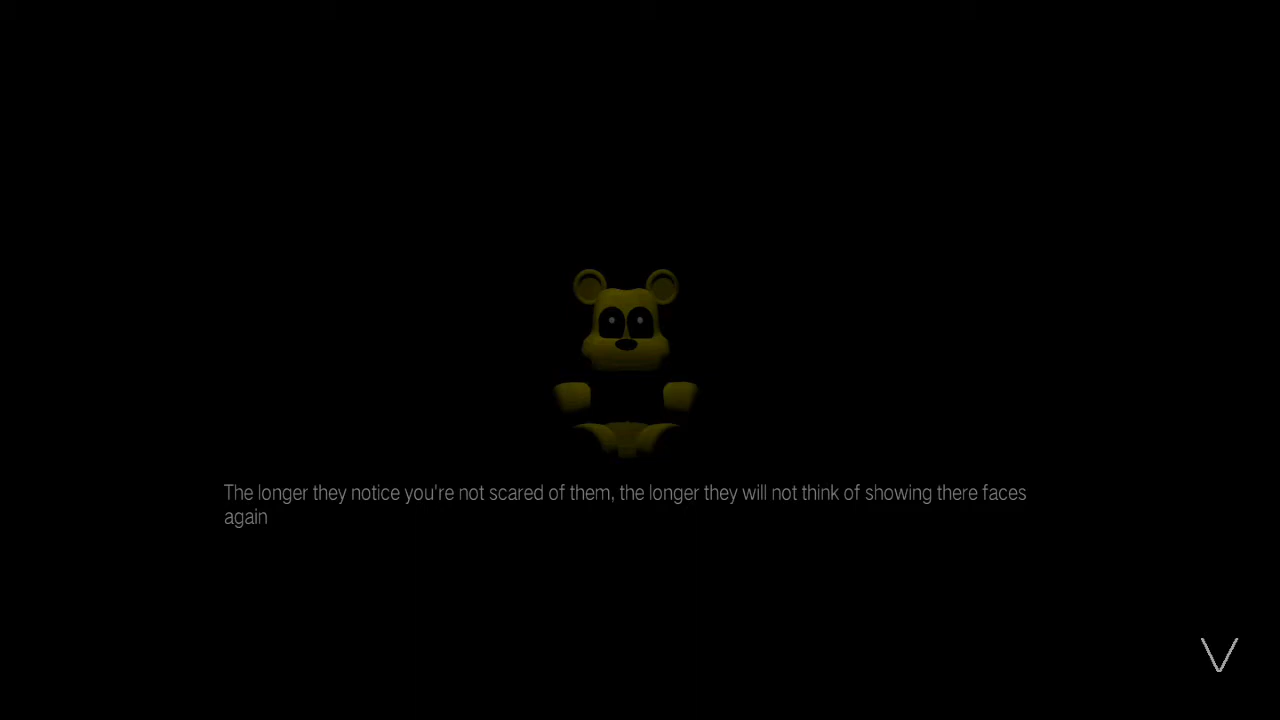 The longer they notice you're not scared of them, the longer they will not think of showing there faces
again